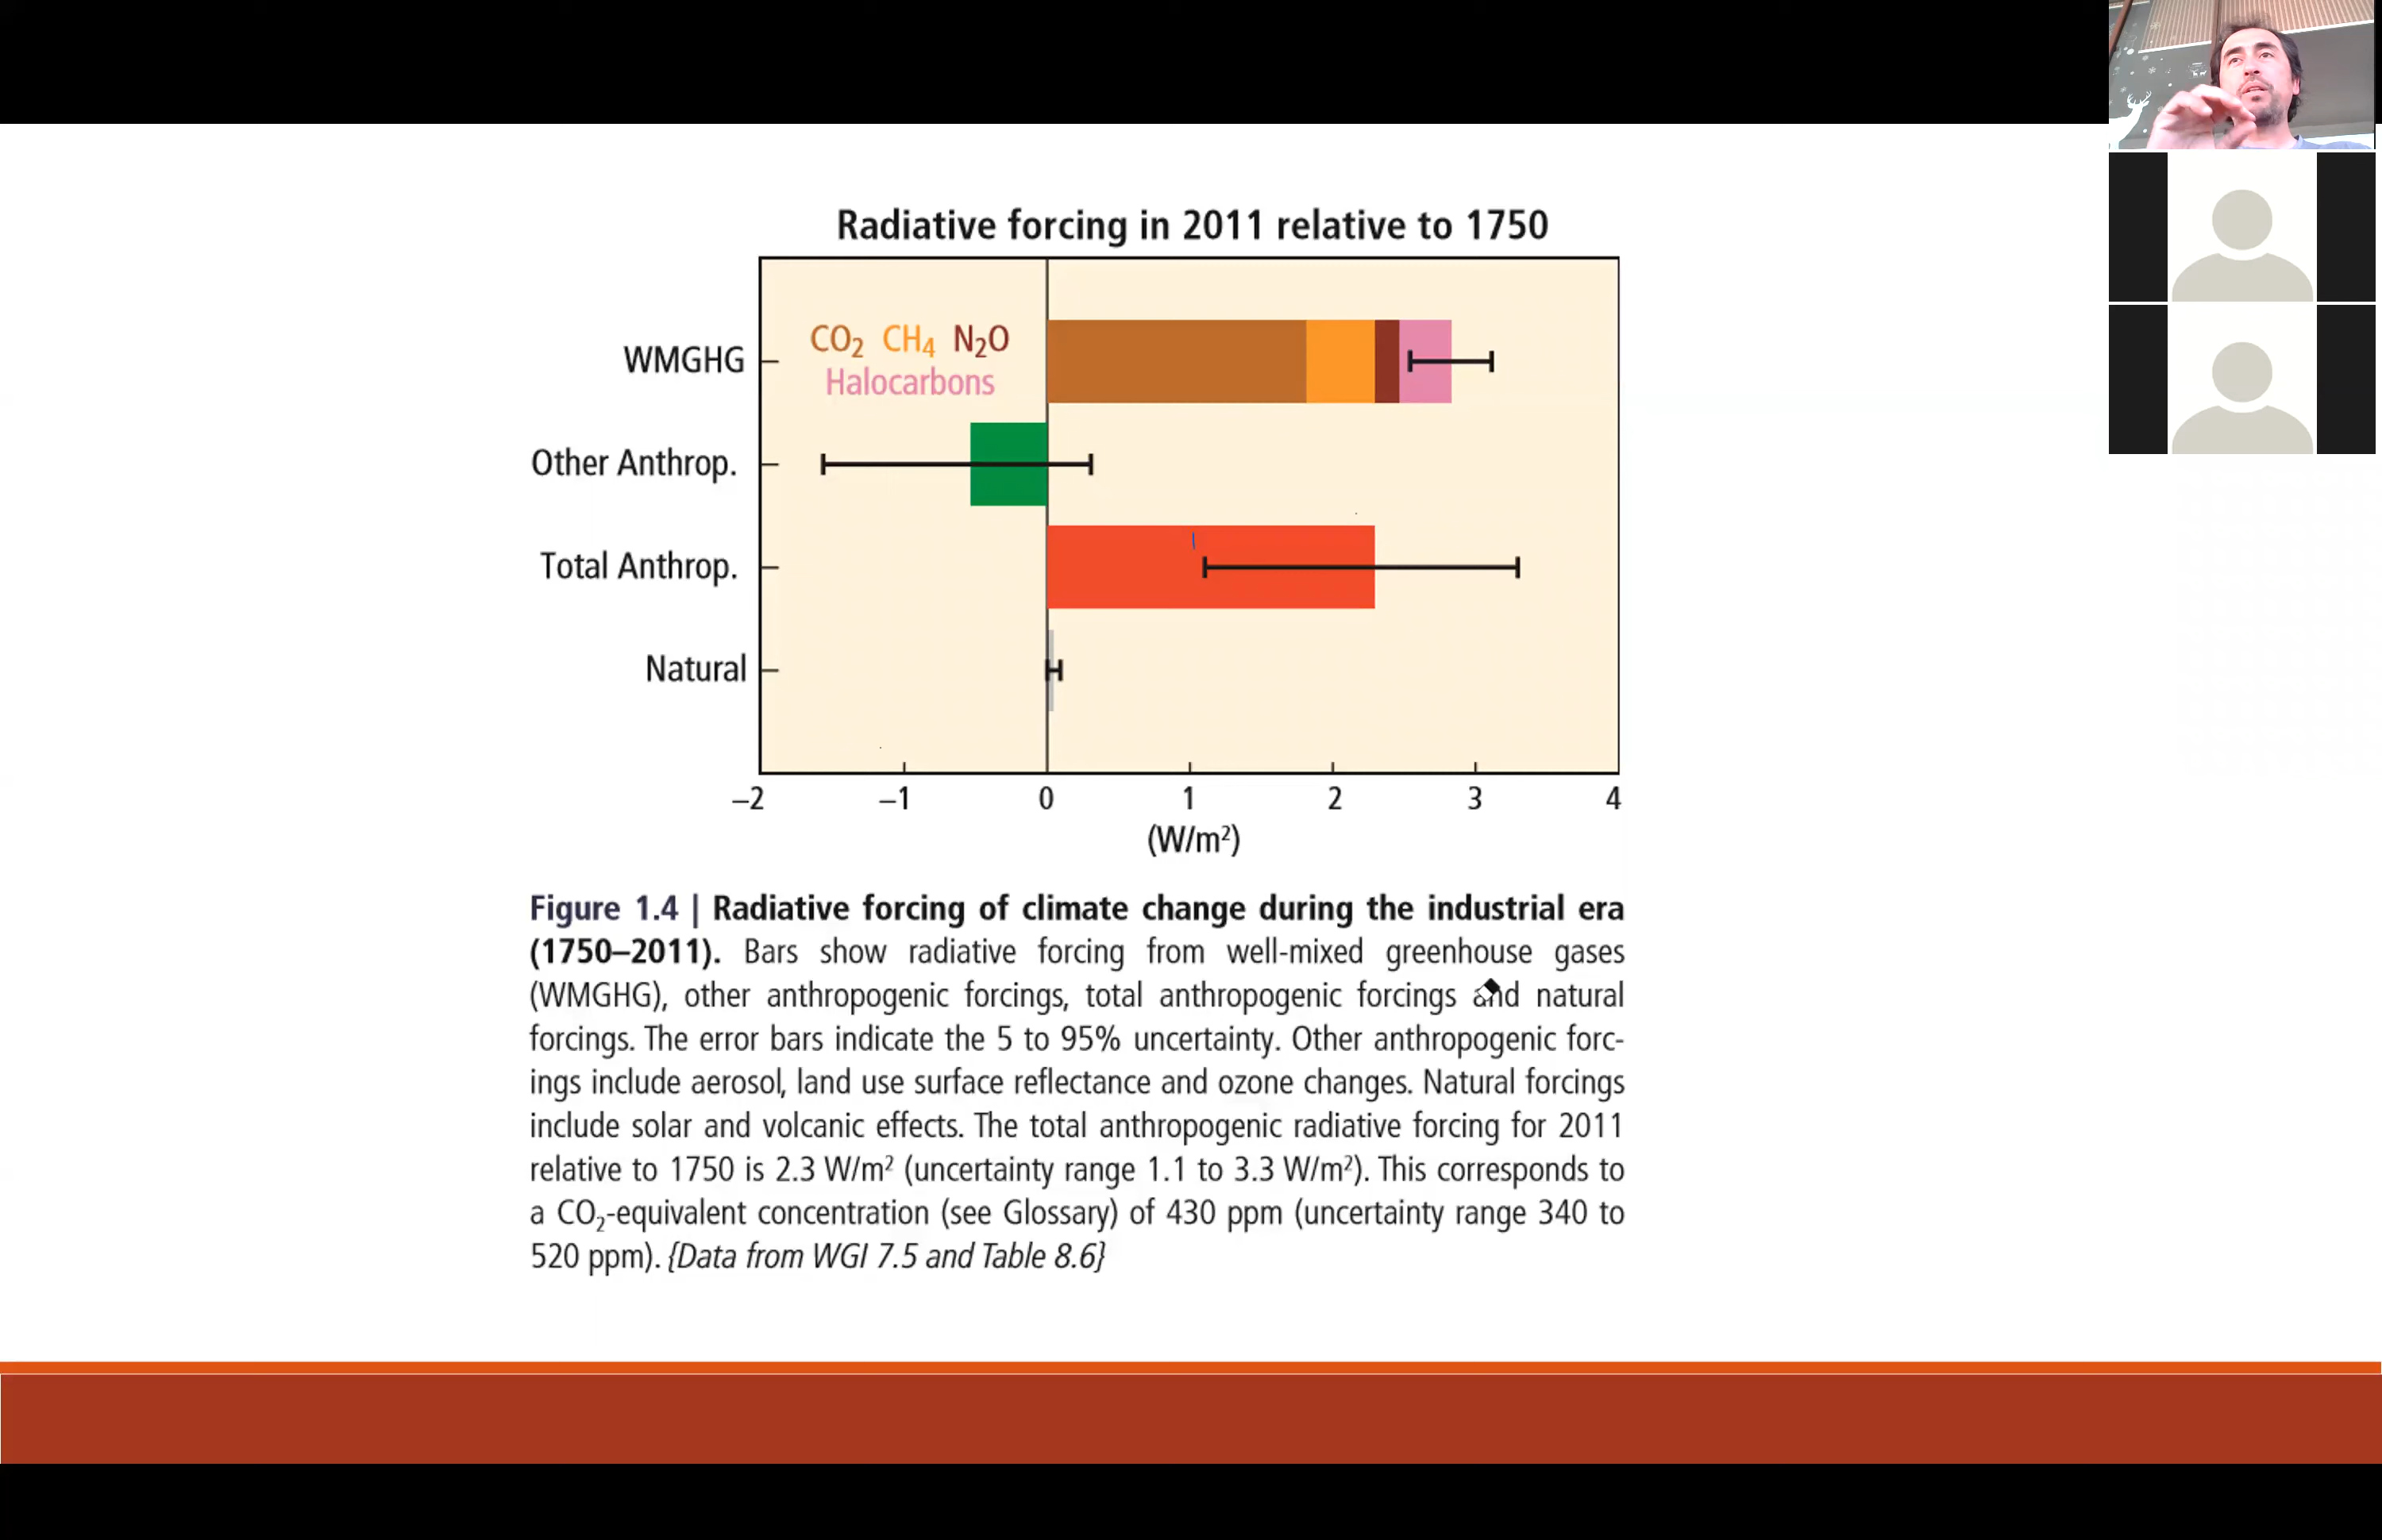 Radiative forcing in 2011 relative to 1750
CO₂ CH₄ N₂O
Halocarbons
WMGHG
Other Anthrop.
Total Anthrop.
Natural
–2 –1 0 1 2 3 4
(W/m²)
Figure 1.4 | Radiative forcing of climate change during the industrial era
(1750–2011). Bars show radiative forcing from well-mixed greenhouse gases
(WMGHG), other anthropogenic forcings, total anthropogenic forcings and natural
forcings. The error bars indicate the 5 to 95% uncertainty. Other anthropogenic forc-
ings include aerosol, land use surface reflectance and ozone changes. Natural forcings
include solar and volcanic effects. The total anthropogenic radiative forcing for 2011
relative to 1750 is 2.3 W/m² (uncertainty range 1.1 to 3.3 W/m²). This corresponds to
a CO₂-equivalent concentration (see Glossary) of 430 ppm (uncertainty range 340 to
520 ppm). {Data from WGI 7.5 and Table 8.6}